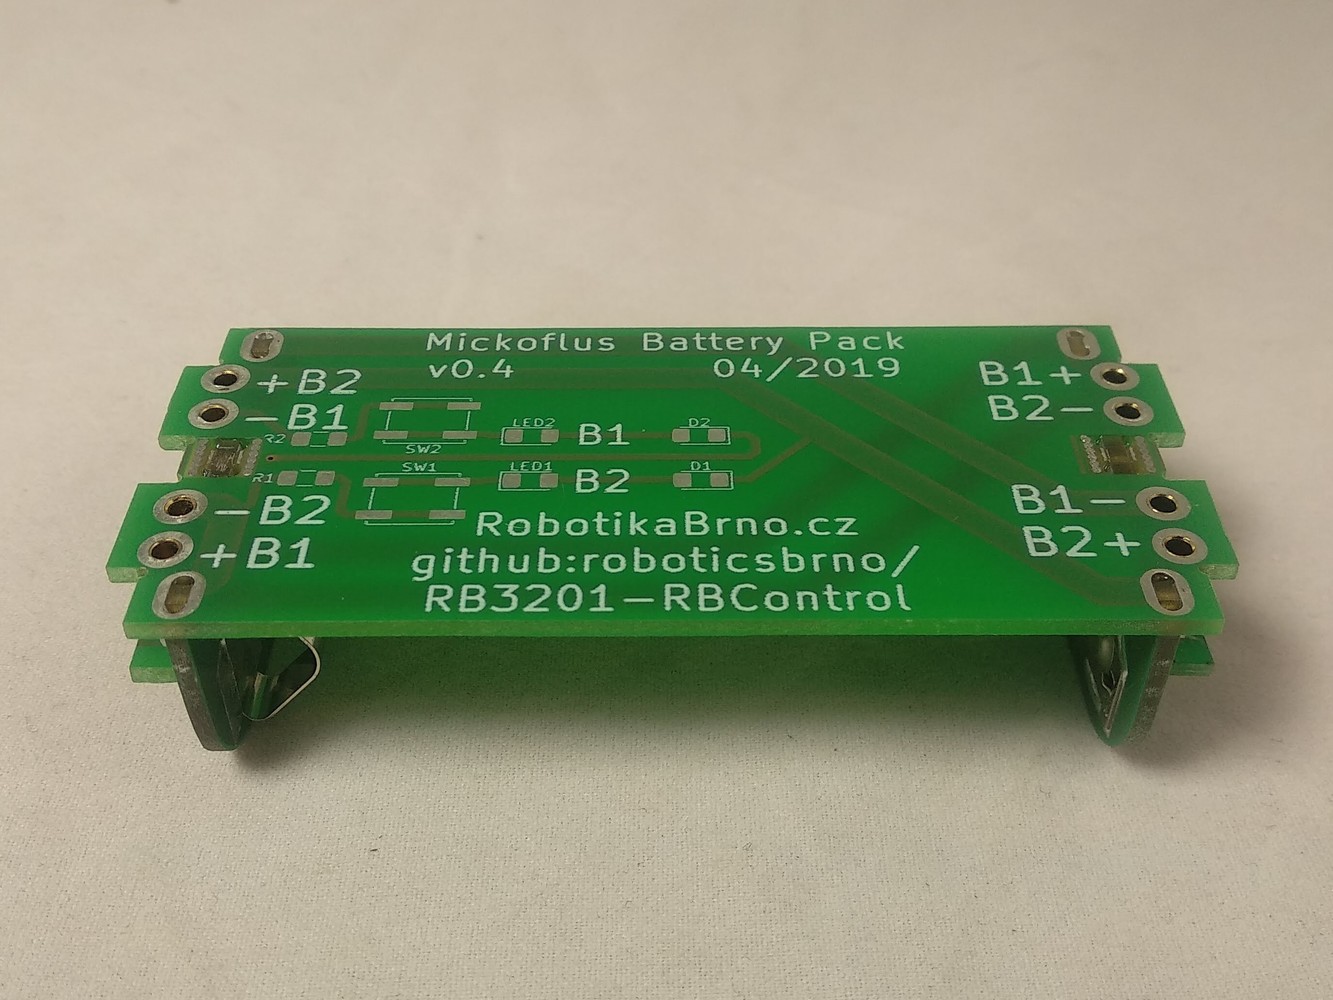 Mickoflus Battery Pack
v0.4 04/2019
+B2
B1+
-B1
B2-
R2
SW2
LED2
B1
D2
R1
SW1
LED1
B2
D1
-B2
B1-
+B1
B2+
RobotikaBrno.cz
github:roboticsbrno/
RB3201-RBControl